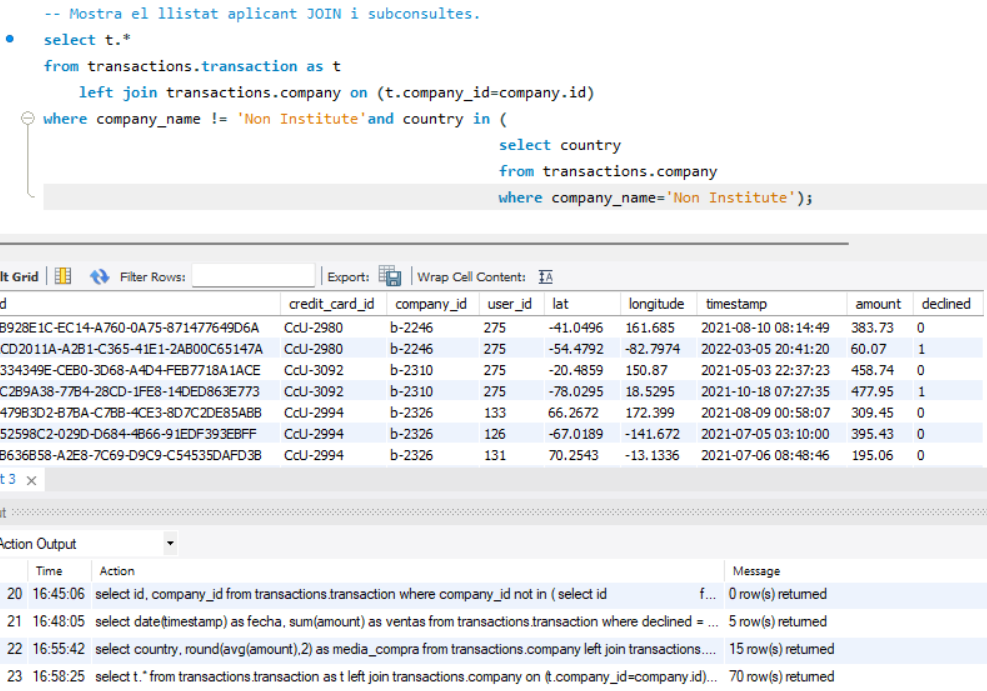 -- Mostra el llistat aplicant JOIN i subconsultes.
select t.*
from transactions.transaction as t
left join transactions.company on (t.company_id=company.id)
where company_name != 'Non Institute'and country in (
select country
from transactions.company
where company_name='Non Institute');
lt Grid Filter Rows: Export: Wrap Cell Content: IA
d credit_card_id company_id user_id lat longitude timestamp amount declined
B928E1C-EC14-A760-0A75-871477649D6A CcU-2980 b-2246 275 -41.0496 161.685 2021-08-10 08:14:49 383.73 0
CD2011A-A2B1-C365-41E1-2AB00C65147A CcU-2980 b-2246 275 -54.4792 -82.7974 2022-03-05 20:41:20 60.07 1
334349E-CEB0-3D68-A4D4-FEB7718A1ACE CcU-3092 b-2310 275 -20.4859 150.87 2021-05-03 22:37:23 458.74 0
C2B9A38-77B4-28CD-1FE8-14DED863E773 CcU-3092 b-2310 275 -78.0295 18.5295 2021-10-18 07:27:35 477.95 1
479B3D2-B7BA-C7BB-4CE3-8D7C2DE85ABB CcU-2994 b-2326 133 66.2672 172.399 2021-08-09 00:58:07 309.45 0
52598C2-029D-D684-4B66-91EDF393EBFF CcU-2994 b-2326 126 -67.0189 -141.672 2021-07-05 03:10:00 395.43 0
B636B58-A2E8-7C69-D9C9-C54535DAFD3B CcU-2994 b-2326 131 70.2543 -13.1336 2021-07-06 08:48:46 195.06 0
t 3
ut
Action Output
Time Action Message
20 16:45:06 select id, company_id from transactions.transaction where company_id not in ( select id f... 0 row(s) returned
21 16:48:05 select date(timestamp) as fecha, sum(amount) as ventas from transactions.transaction where declined = ... 5 row(s) returned
22 16:55:42 select country, round(avg(amount),2) as media_compra from transactions.company left join transactions.... 15 row(s) returned
23 16:58:25 select t.* from transactions.transaction as t left join transactions.company on (t.company_id=company.id)... 70 row(s) returned